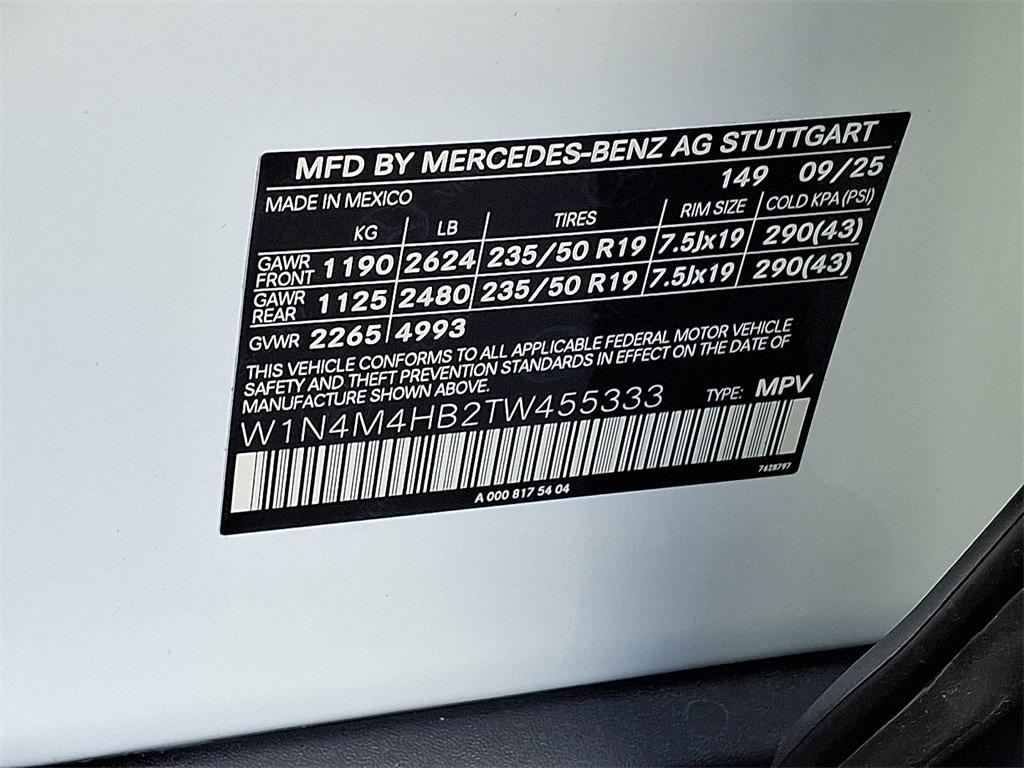 MFD BY MERCEDES-BENZ AG STUTTGART
149 09/25
MADE IN MEXICO
KG LB TIRES RIM SIZE COLD KPA (PSI)
GAWR FRONT 1190 2624 235/50 R19 7.5Jx19 290(43)
GAWR REAR 1125 2480 235/50 R19 7.5Jx19 290(43)
GVWR 2265 4993
THIS VEHICLE CONFORMS TO ALL APPLICABLE FEDERAL MOTOR VEHICLE
SAFETY AND THEFT PREVENTION STANDARDS IN EFFECT ON THE DATE OF
MANUFACTURE SHOWN ABOVE.
W1N4M4HB2TW455333 TYPE: MPV
7628797
A 000 817 54 04